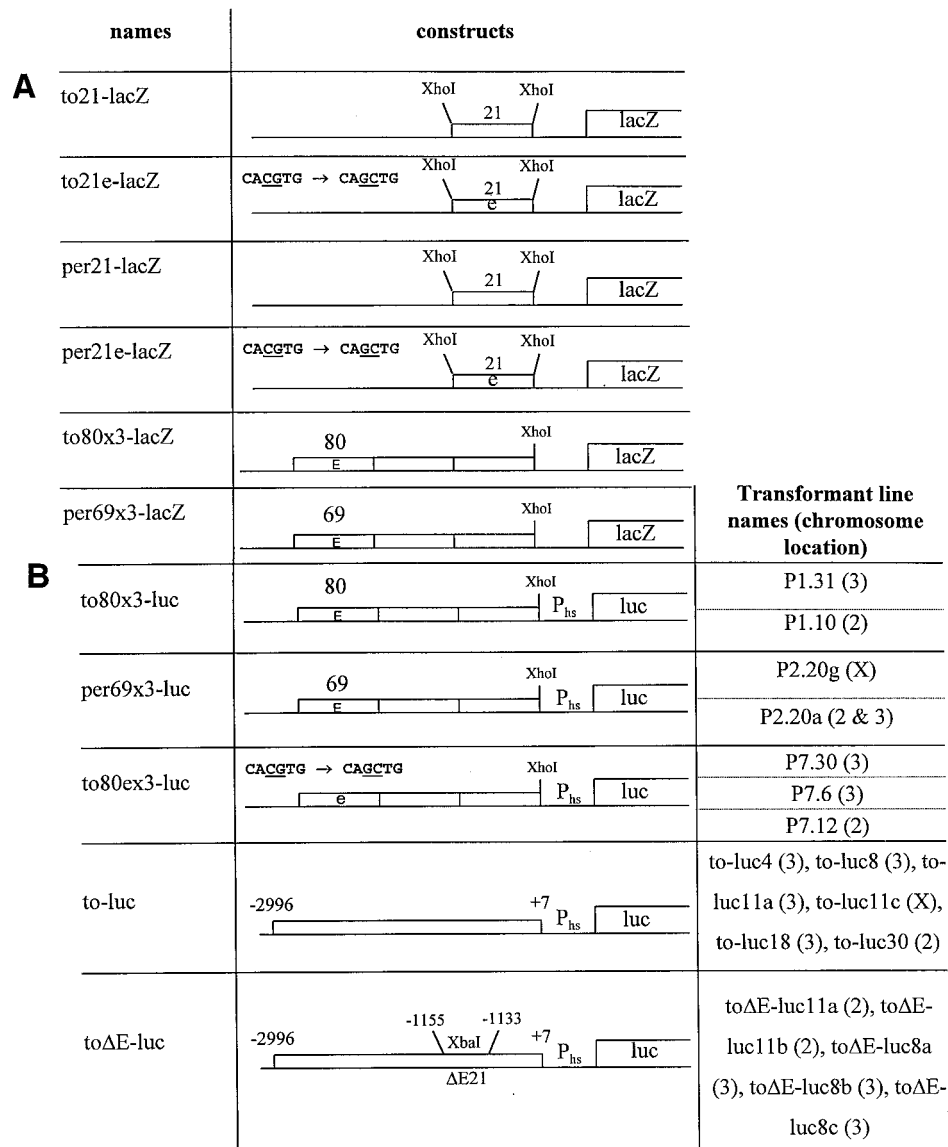 names constructs
A
to21-lacZ
XhoI XhoI
21
lacZ
to21e-lacZ
CACGTG → CAGCTG
XhoI XhoI
21
e
lacZ
per21-lacZ
XhoI XhoI
21
lacZ
per21e-lacZ
CACGTG → CAGCTG
XhoI XhoI
21
e
lacZ
to80x3-lacZ
80
E
XhoI
lacZ
per69x3-lacZ
69
E
XhoI
lacZ
Transformant line
names (chromosome
location)
B
to80x3-luc
80
E
XhoI
Phs
luc
P1.31 (3)
P1.10 (2)
per69x3-luc
69
E
XhoI
Phs
luc
P2.20g (X)
P2.20a (2 & 3)
to80ex3-luc
CACGTG → CAGCTG
e
XhoI
Phs
luc
P7.30 (3)
P7.6 (3)
P7.12 (2)
to-luc
-2996
+7
Phs
luc
to-luc4 (3), to-luc8 (3), to-
luc11a (3), to-luc11c (X),
to-luc18 (3), to-luc30 (2)
toΔE-luc
-2996
-1155
XbaI
-1133
+7
Phs
luc
ΔE21
toΔE-luc11a (2), toΔE-
luc11b (2), toΔE-luc8a
(3), toΔE-luc8b (3), toΔE-
luc8c (3)